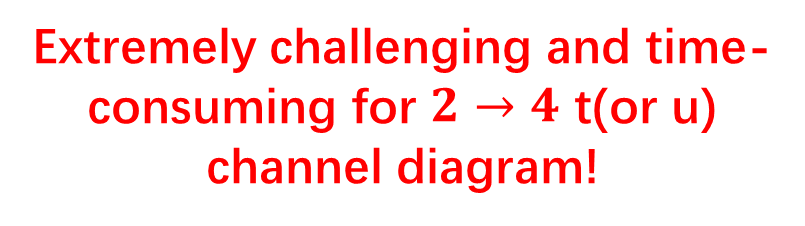 Extremely challenging and time-
consuming for 2 → 4 t(or u)
channel diagram!